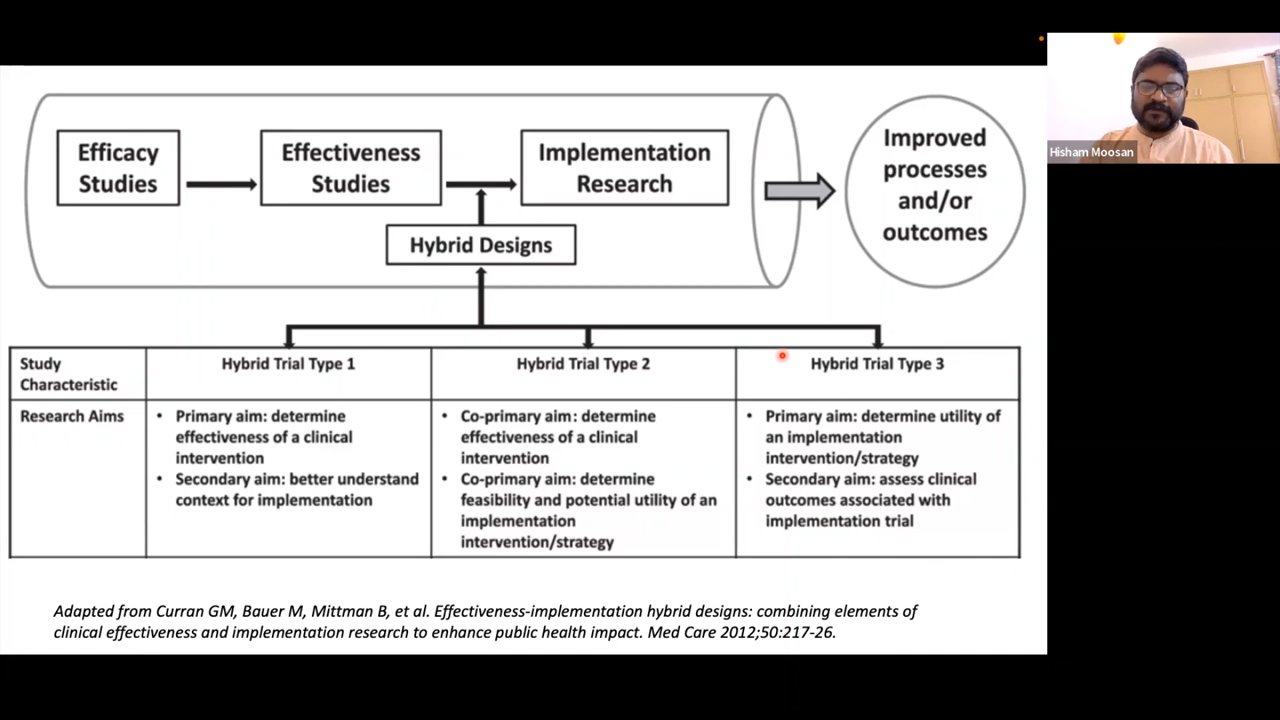 Efficacy
Studies
Effectiveness
Studies
Implementation
Research
Hybrid Designs
Improved
processes
and/or
outcomes
Hisham Moosan
Study
Characteristic
Hybrid Trial Type 1
Hybrid Trial Type 2
Hybrid Trial Type 3
Research Aims
• Primary aim: determine
effectiveness of a clinical
intervention
• Secondary aim: better understand
context for implementation
• Co-primary aim: determine
effectiveness of a clinical
intervention
• Co-primary aim: determine
feasibility and potential utility of an
implementation
intervention/strategy
• Primary aim: determine utility of
an implementation
intervention/strategy
• Secondary aim: assess clinical
outcomes associated with
implementation trial
Adapted from Curran GM, Bauer M, Mittman B, et al. Effectiveness-implementation hybrid designs: combining elements of
clinical effectiveness and implementation research to enhance public health impact. Med Care 2012;50:217-26.